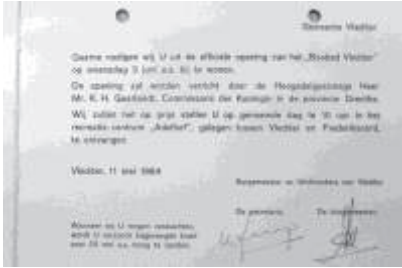 Gemeente Vledder
Gaarne nodigen wij U uit de officiële opening van het „Bosbad Vledder"
op woensdag 3 juni a.s. bij te wonen.
De opening zal worden verricht door de Hoogedelgestrenge Heer
Mr. K. H. Gaarlandt, Commissaris der Koningin in de provincie Drenthe.
Wij zullen het op prijs stellen U op genoemde dag te uur in het
recreatie-centrum gelegen tussen Vledder en Frederiksoord,
te ontvangen.
Vledder, 11 mei 1964
Burgemeester en Wethouders van Vledder
De secretaris, De burgemeester,
Wanneer wij U mogen verwachten,
wordt U verzocht bijgevoegde kaart
voor 25 mei a.s. terug te zenden.